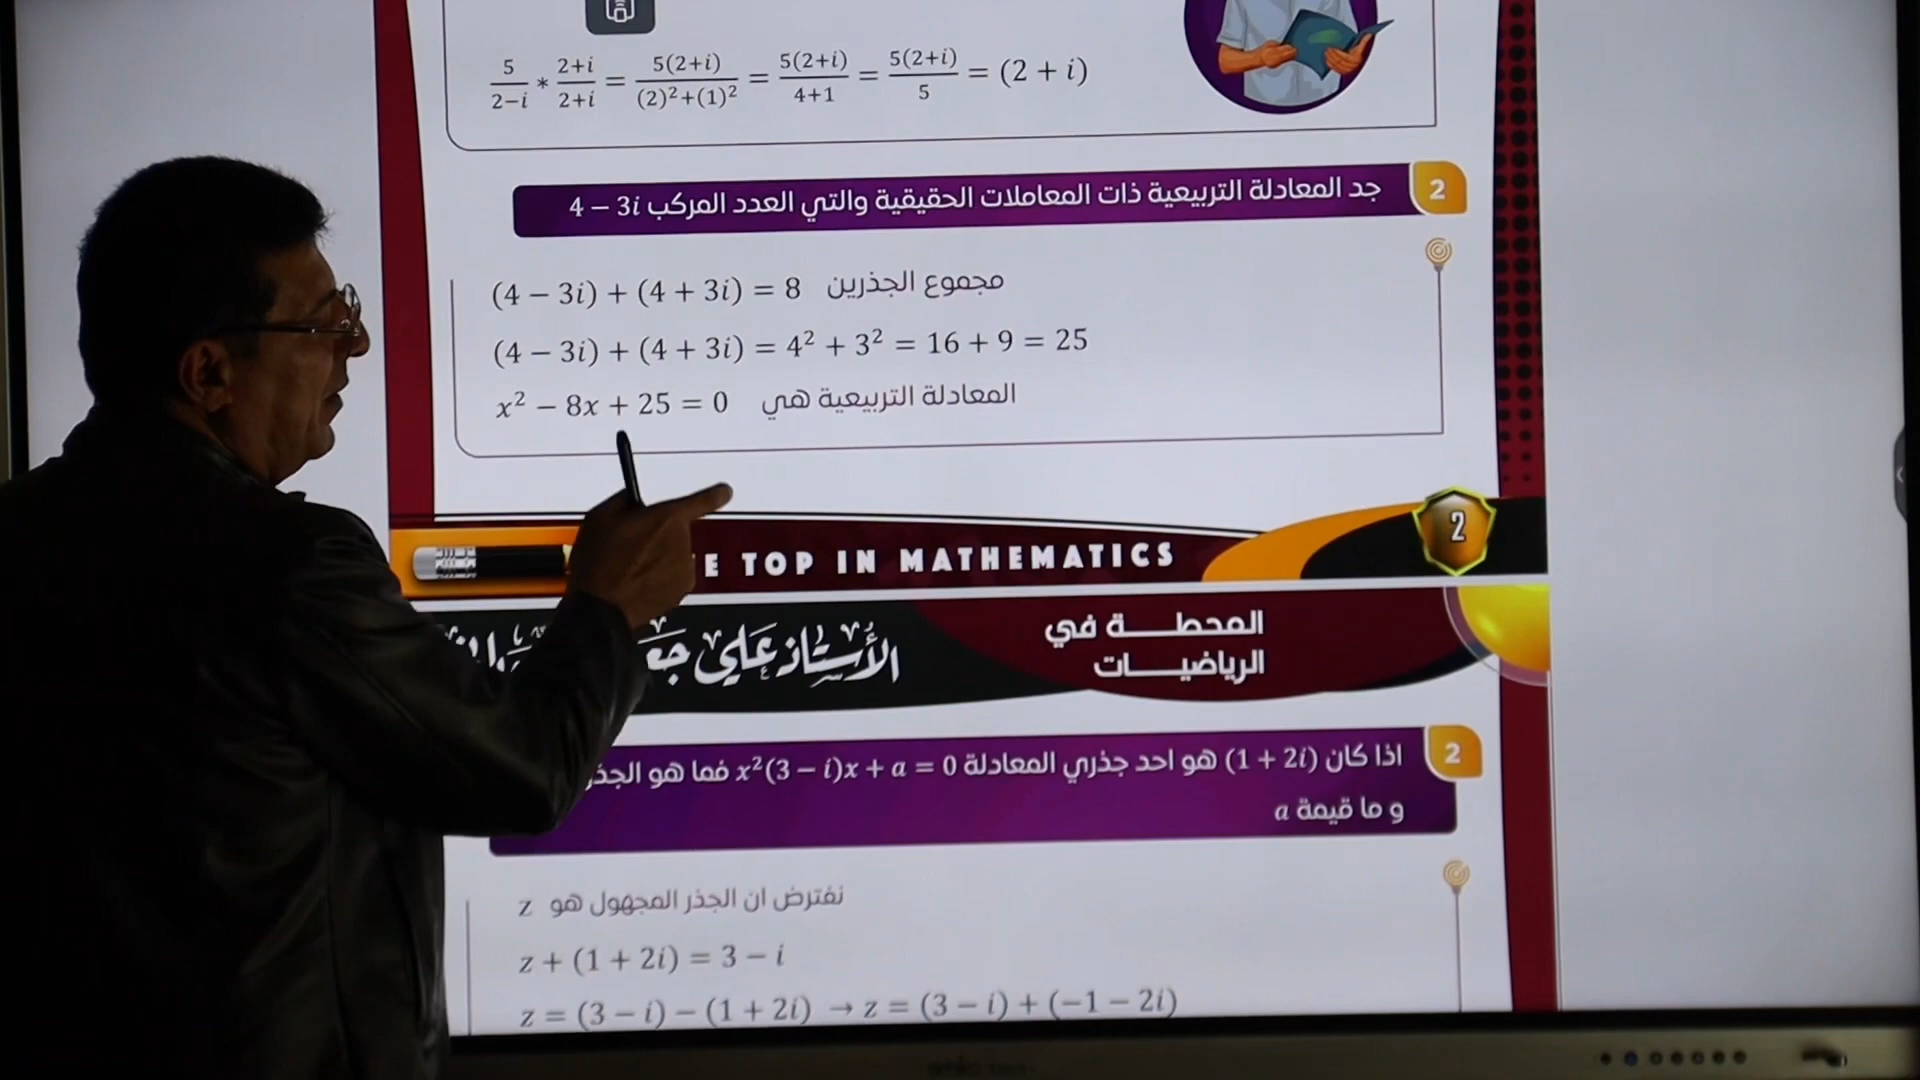 5/2−i * 2+i/2+i = 5(2+i)/(2)²+(1)² = 5(2+i)/4+1 = 5(2+i)/5 = (2 + i)
2 جد المعادلة التربيعية ذات المعاملات الحقيقية والتي العدد المركب 4 − 3i
(4 − 3i) + (4 + 3i) = 8 مجموع الجذرين
(4 − 3i) + (4 + 3i) = 4² + 3² = 16 + 9 = 25
x² − 8x + 25 = 0 المعادلة التربيعية هي
E TOP IN MATHEMATICS 2
المحطة في
الرياضيات
الأستاذ علي
2 اذا كان (1 + 2i) هو احد جذري المعادلة x²(3 − i)x + a = 0 فما هو
و ما قيمة a
نفترض ان الجذر المجهول هو z
z + (1 + 2i) = 3 − i
z = (3 − i) − (1 + 2i) → z = (3 − i) + (−1 − 2i)